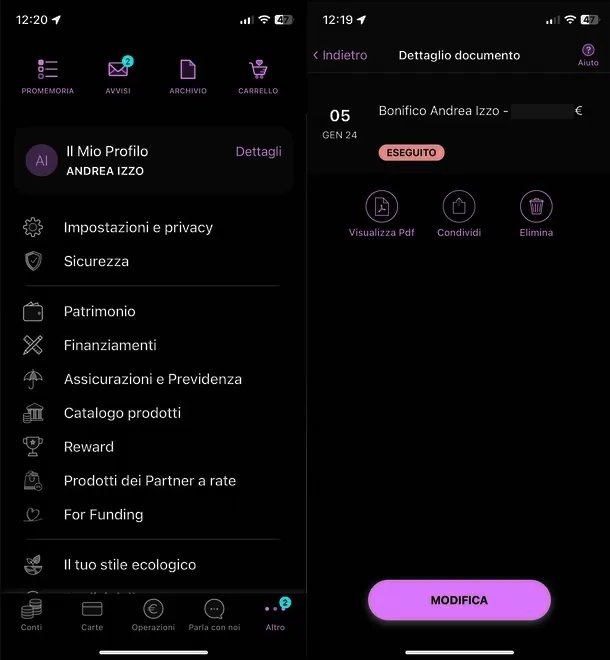 12:20
47
PROMEMORIA
2
AVVISI
ARCHIVIO
CARRELLO
AI
Il Mio Profilo
Dettagli
ANDREA IZZO
Impostazioni e privacy
Sicurezza
Patrimonio
Finanziamenti
Assicurazioni e Previdenza
Catalogo prodotti
Reward
Prodotti dei Partner a rate
For Funding
Il tuo stile ecologico
Conti
Carte
€
Operazioni
Parla con noi
2
Altro
12:19
47
Indietro
Dettaglio documento
?
Aiuto
05
GEN 24
Bonifico Andrea Izzo - €
ESEGUITO
Visualizza Pdf
Condividi
Elimina
MODIFICA